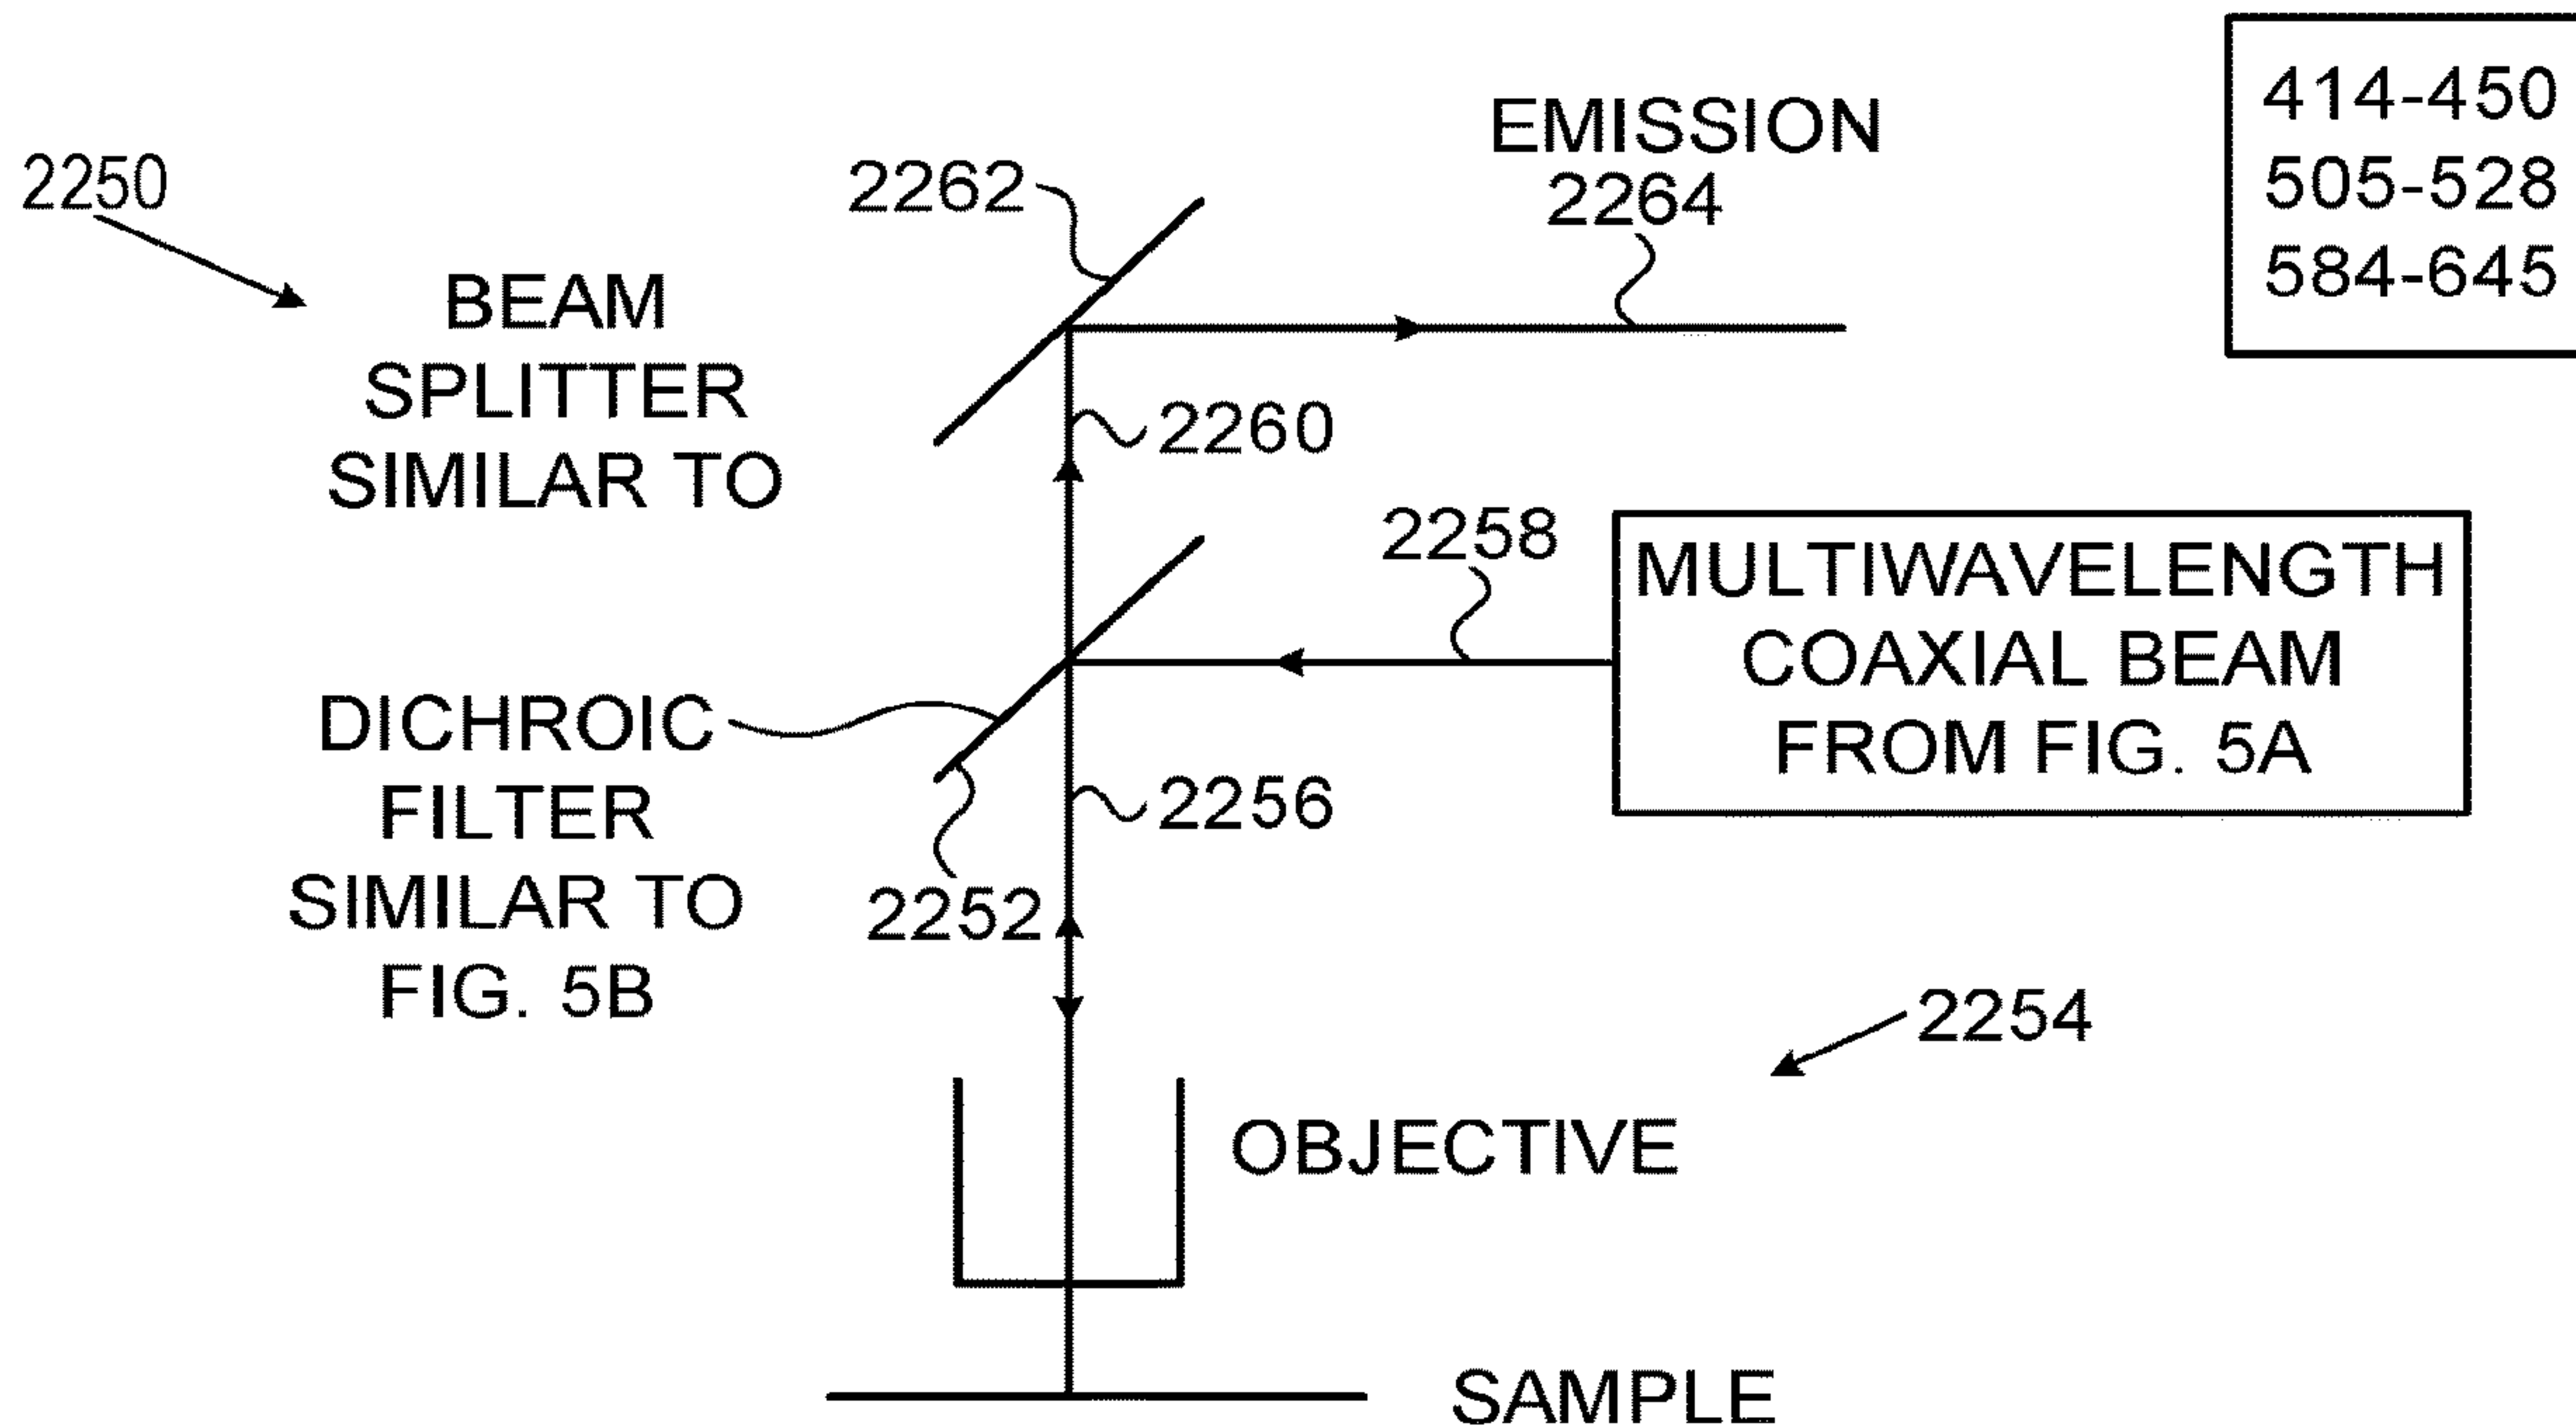 2250
BEAM
SPLITTER
SIMILAR TO
2262
EMISSION
2264
414-450
505-528
584-645
2260
2258
MULTIWAVELENGTH
COAXIAL BEAM
FROM FIG. 5A
DICHROIC
FILTER
SIMILAR TO
FIG. 5B
2252
2256
2254
OBJECTIVE
SAMPLE